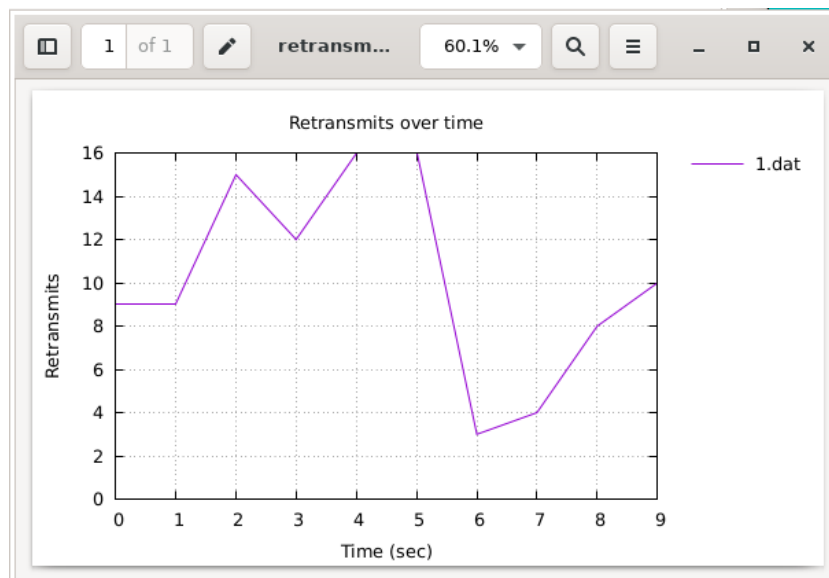 1 of 1 retransm... 60.1%
Retransmits over time
1.dat
16
14
12
10
8
6
4
2
0
Retransmits
0 1 2 3 4 5 6 7 8 9
Time (sec)